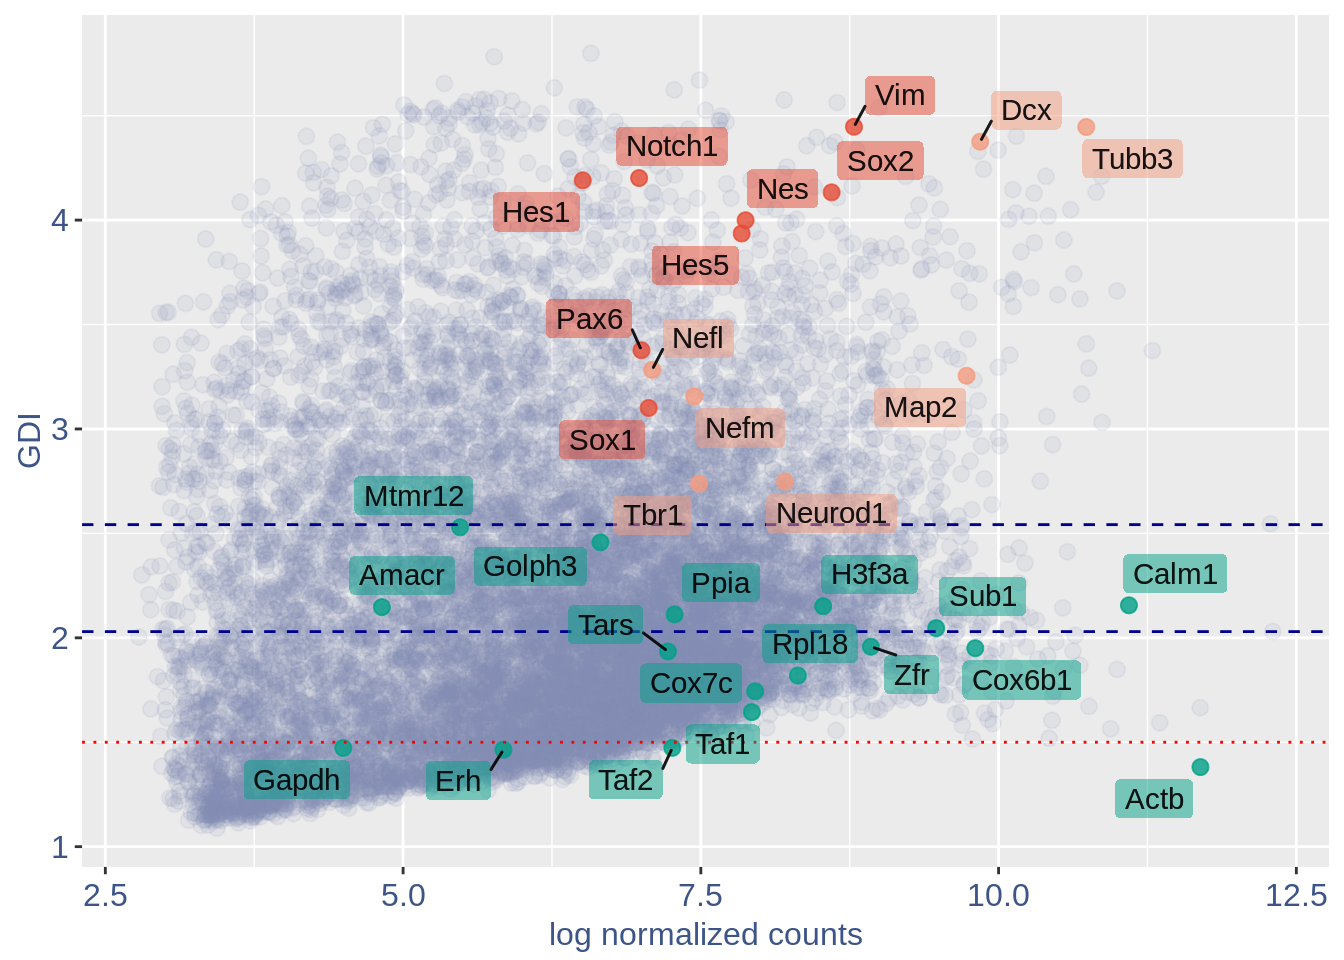 Vim
Dcx
Notch1
Sox2
Tubb3
Nes
Hes1
4
Hes5
Pax6
Nefl
Map2
GDI
3
Nefm
Sox1
Mtmr12
Tbr1
Neurod1
Golph3
Amacr
Ppia
H3f3a
Calm1
Sub1
Tars
2
Rpl18
Zfr
Cox6b1
Cox7c
Taf1
Gapdh
Erh
Taf2
Actb
1
2.5 5.0 7.5 10.0 12.5
log normalized counts